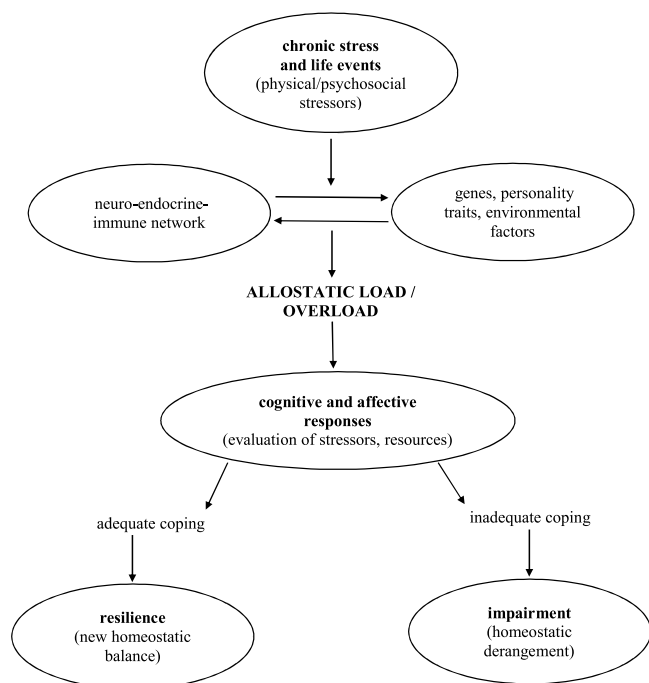 chronic stress
and life events
(physical/psychosocial
stressors)
neuro-endocrine-
immune network
genes, personality
traits, environmental
factors
ALLOSTATIC LOAD /
OVERLOAD
cognitive and affective
responses
(evaluation of stressors, resources)
adequate coping
inadequate coping
resilience
(new homeostatic
balance)
impairment
(homeostatic
derangement)